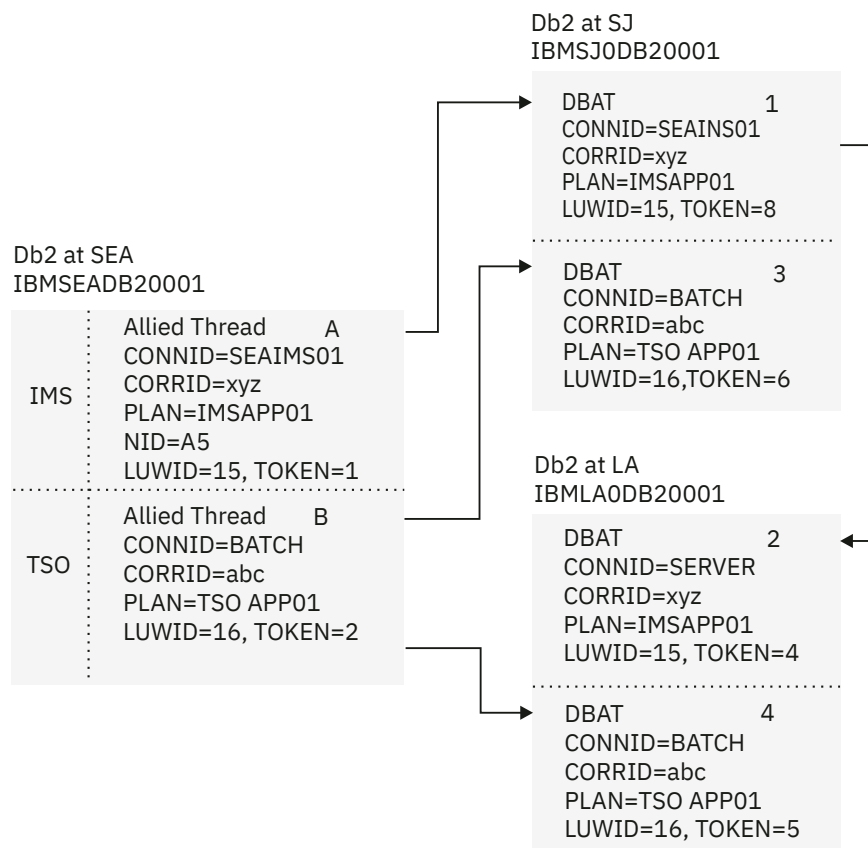 Db2 at SJ
IBMSJ0DB20001
DBAT 1
CONNID=SEAINS01
CORRID=xyz
PLAN=IMSAPP01
LUWID=15, TOKEN=8
DBAT 3
CONNID=BATCH
CORRID=abc
PLAN=TSO APP01
LUWID=16,TOKEN=6
Db2 at SEA
IBMSEADB20001
IMS
Allied Thread A
CONNID=SEAIMS01
CORRID=xyz
PLAN=IMSAPP01
NID=A5
LUWID=15, TOKEN=1
TSO
Allied Thread B
CONNID=BATCH
CORRID=abc
PLAN=TSO APP01
LUWID=16, TOKEN=2
Db2 at LA
IBMLA0DB20001
DBAT 2
CONNID=SERVER
CORRID=xyz
PLAN=IMSAPP01
LUWID=15, TOKEN=4
DBAT 4
CONNID=BATCH
CORRID=abc
PLAN=TSO APP01
LUWID=16, TOKEN=5